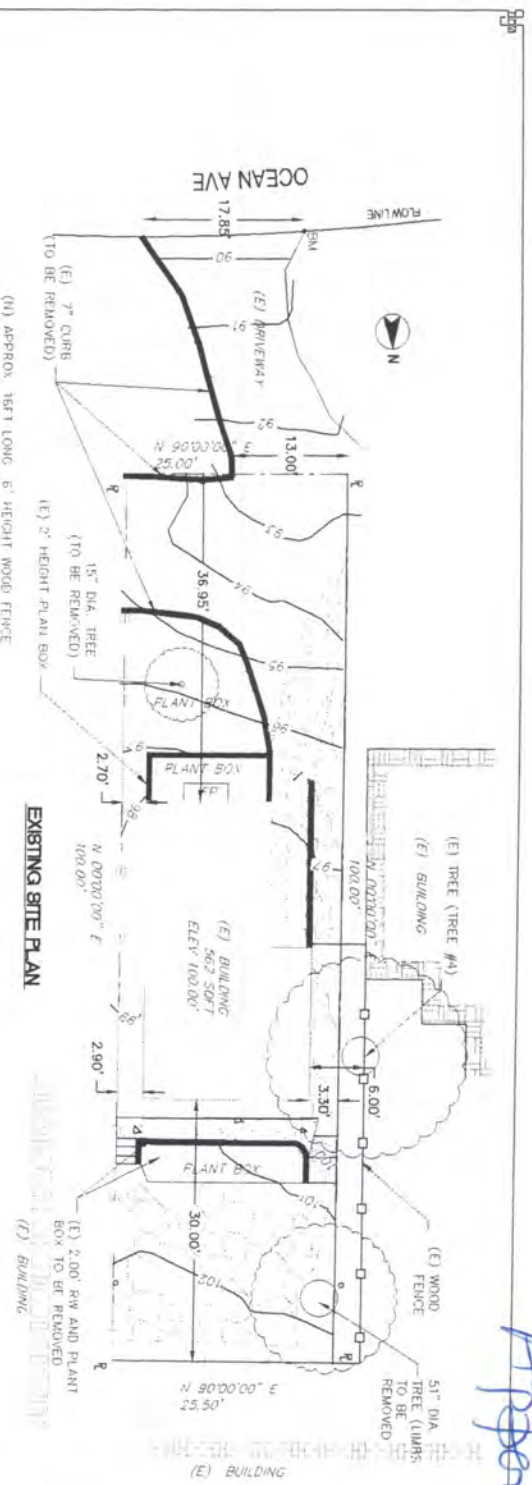 OCEAN AVE
17.85'
FLOWLINE
BM
90
(E) DRIVEWAY
91
92
N
(E) 7" CURB
(TO BE REMOVED)
N 90'00'00" E
25.00'
13.00'
93
94
36.95'
95
96
15" DIA. TREE
(TO BE REMOVED)
PLANT BOX
(E) 2' HEIGHT PLAN BOX
PLANT BOX
2.70'
98
97
(N) APPROX 16FT LONG 6' HEIGHT WOOD FENCE
N 00'00'00" E
100.00'
(E) BUILDING
562 SQFT
ELEV 100.00'
N 00'00'00"
100.00'
(E) TREE (TREE #4)
(E) BUILDING
2.90'
3.30'
6.00'
PLANT BOX
101
102
30.00'
(E) WOOD
FENCE
51" DIA.
TREE (LIMBS
TO BE
REMOVED
(E) 2.00' RW AND PLANT
BOX TO BE REMOVED
(E) BUILDING
N 90'00'00" E
25.50'
(E) BUILDING
EXISTING SITE PLAN